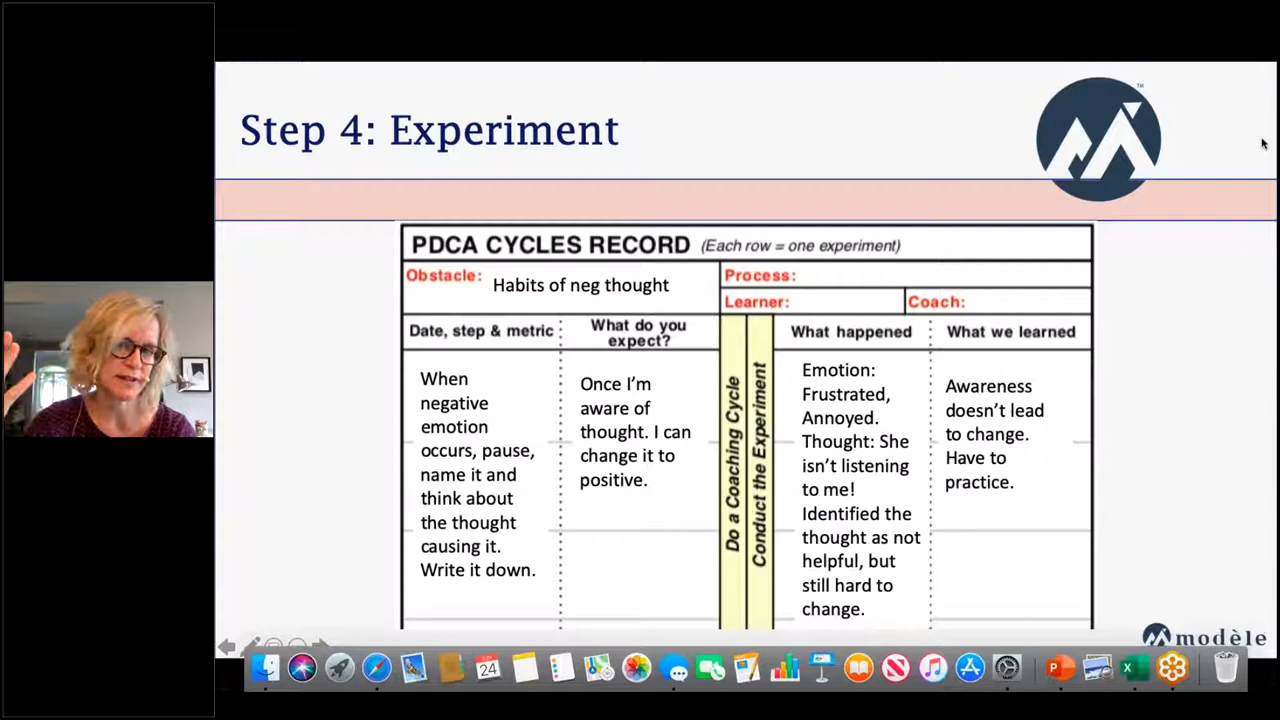 Step 4: Experiment
TM
PDCA CYCLES RECORD (Each row = one experiment)
Obstacle: Habits of neg thought
Process:
Learner:
Coach:
Date, step & metric
What do you
expect?
What happened
What we learned
When
negative
emotion
occurs, pause,
name it and
think about
the thought
causing it.
Write it down.
Once I’m
aware of
thought. I can
change it to
positive.
Do a Coaching Cycle
Conduct the Experiment
Emotion:
Frustrated,
Annoyed.
Thought: She
isn’t listening
to me!
Identified the
thought as not
helpful, but
still hard to
change.
Awareness
doesn’t lead
to change.
Have to
practice.
modèle
24